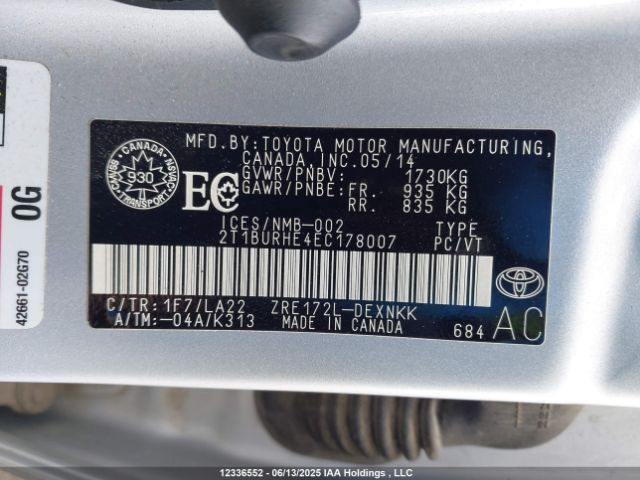 MFD.BY:TOYOTA MOTOR MANUFACTURING,
CANADA, INC.05/14
GVWR/PNBV: 1730KG
GAWR/PNBE:FR. 935 KG
RR. 835 KG
CANADA
930
EC
ICES/NMB-002 TYPE
2T1BURHE4EC178007 PC/VT
C/TR:1F7/LA22 ZRE172L-DEXNKK
A/TM:-04A/K313 MADE IN CANADA 684 AC
TOYOTA
0G
42661-02G70
12336552 - 06/13/2025 IAA Holdings , LLC